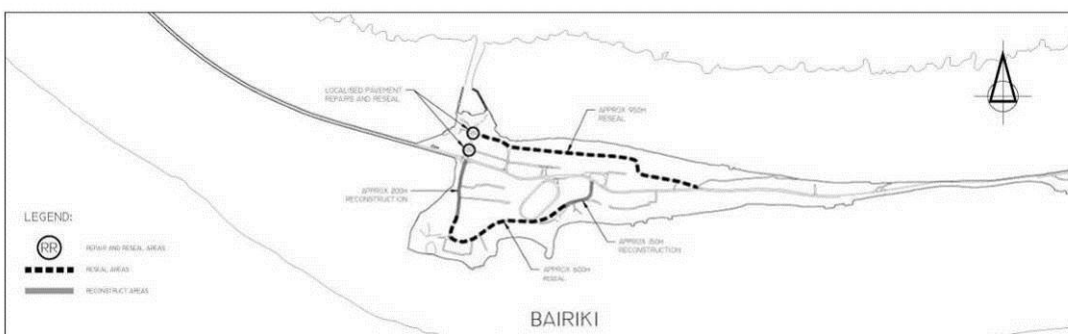 LOCALISED PAVEMENT
REPAIRS AND RESEAL
APPROX 950M
RESEAL
APPROX 200M
RECONSTRUCTION
LEGEND:
RR REPAIR AND RESEAL AREAS
RESEAL AREAS
RECONSTRUCT AREAS
APPROX 150M
RECONSTRUCTION
APPROX 600M
RESEAL
BAIRIKI